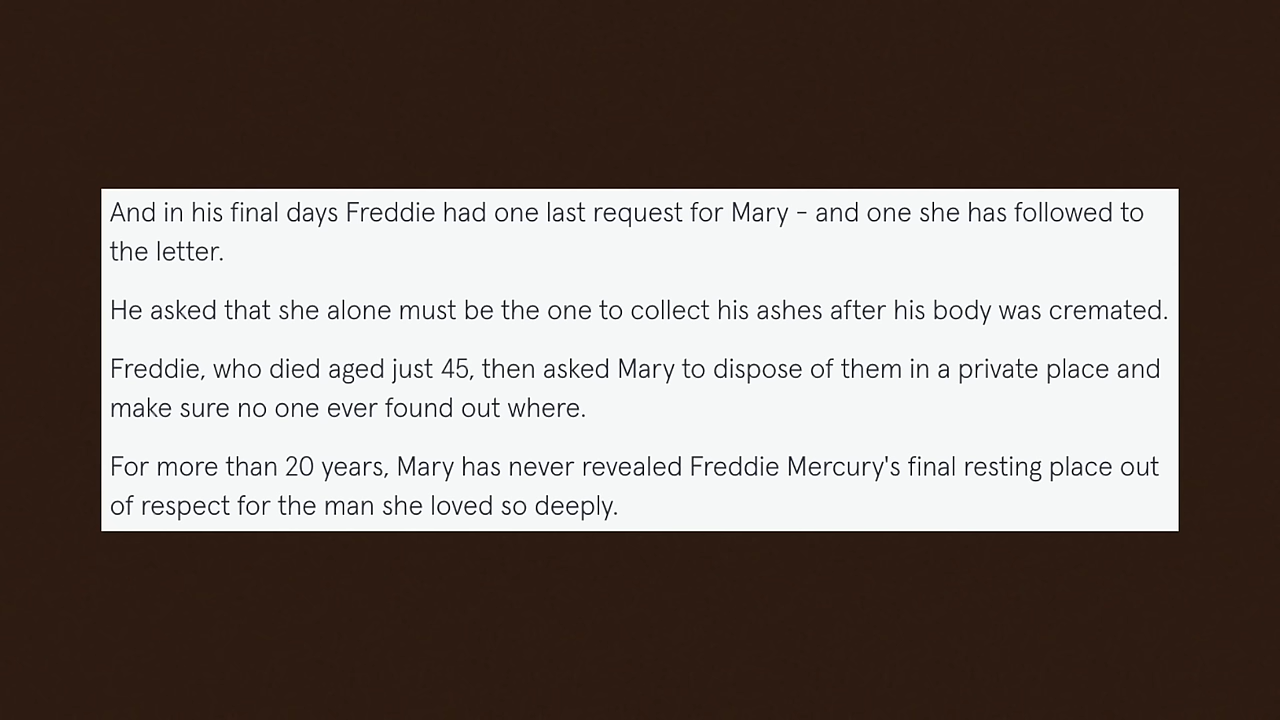 And in his final days Freddie had one last request for Mary - and one she has followed to
the letter.
He asked that she alone must be the one to collect his ashes after his body was cremated.
Freddie, who died aged just 45, then asked Mary to dispose of them in a private place and
make sure no one ever found out where.
For more than 20 years, Mary has never revealed Freddie Mercury's final resting place out
of respect for the man she loved so deeply.